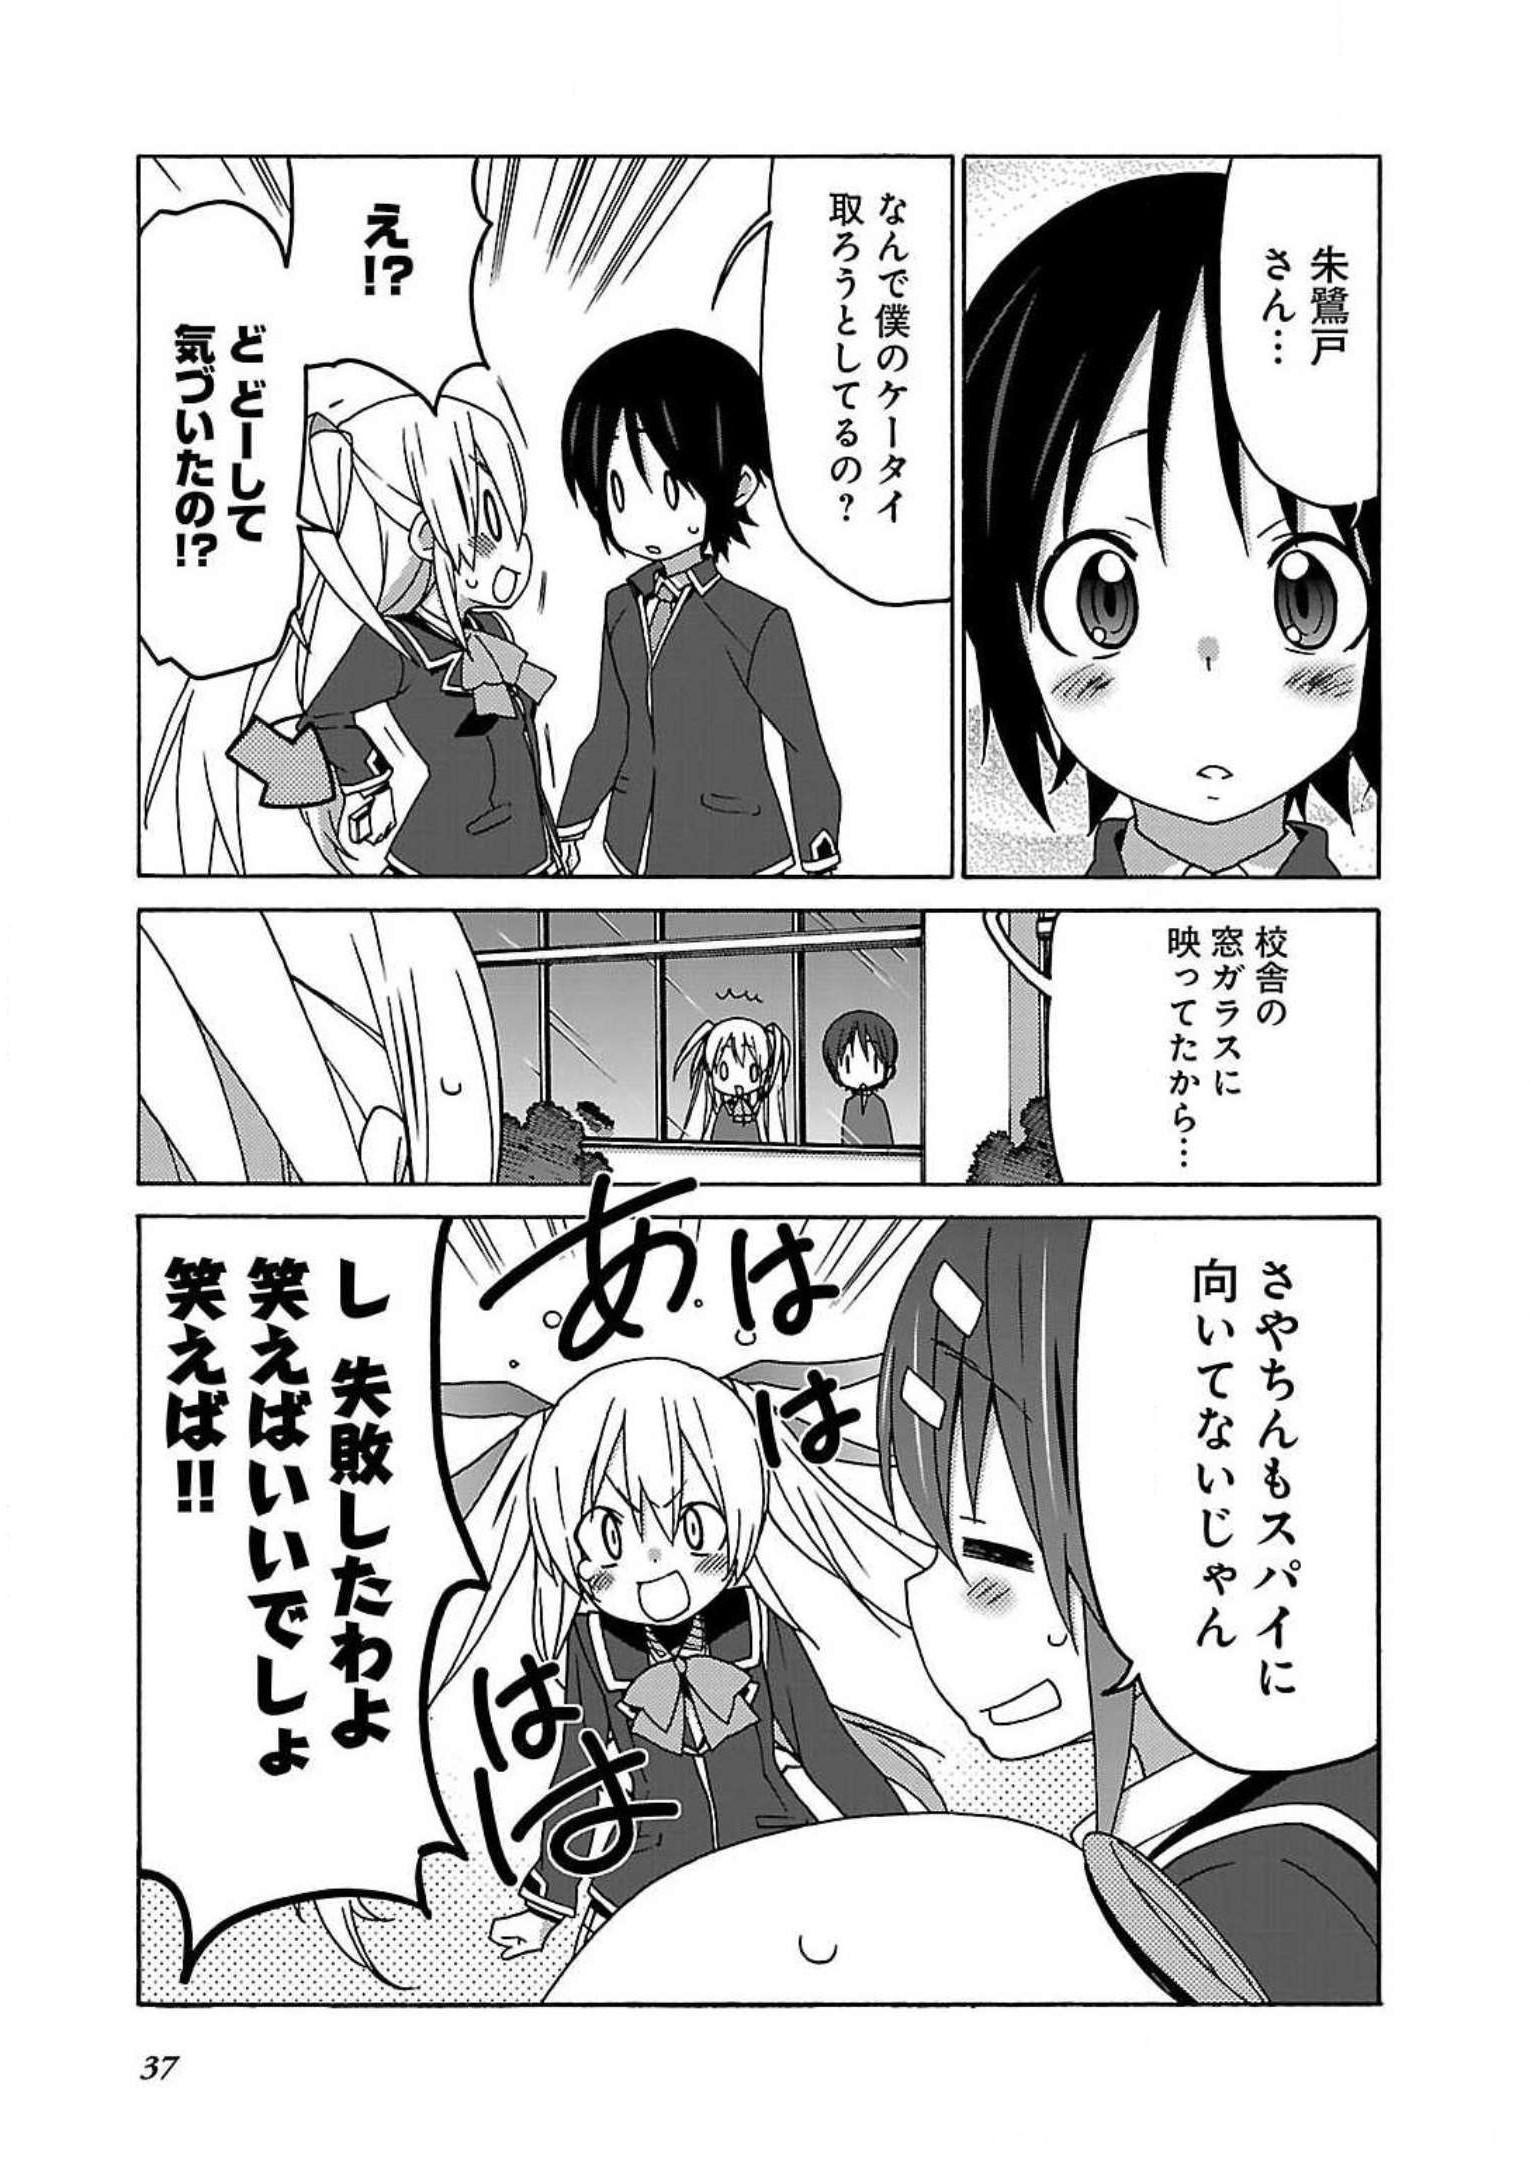 朱鷺戸
さん…
なんで僕のケータイ
取ろうとしてるの？
え!?
ど どーして
気づいたの!?
校舎の
窓ガラスに
映ってたから…
さやちんもスパイに
向いてないじゃん
あはは
はは
し 失敗したわよ
笑えばいいでしょ
笑えば!!
37